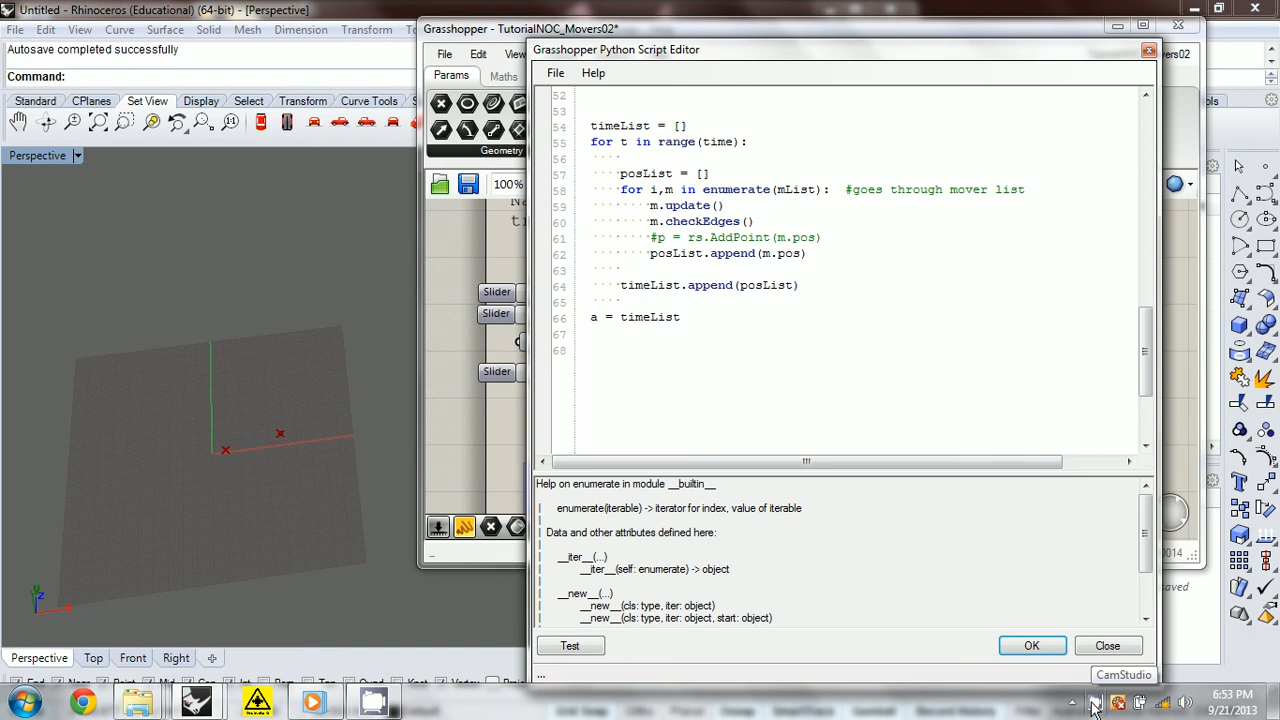 Untitled - Rhinoceros (Educational) (64-bit) - [Perspective]
File Edit View Curve Surface Solid Mesh Dimension Transform
Autosave completed successfully
Command:
Standard CPlanes Set View Display Select Transform Curve Tools
Perspective
Grasshopper - TutorialNOC_Movers02*
File Edit View
Params Maths
Geometry
100%
Slider
Slider
Slider
Grasshopper Python Script Editor
File Help
52
53
54 timeList = []
55 for t in range(time):
56
57 posList = []
58 for i,m in enumerate(mList): #goes through mover list
59 m.update()
60 m.checkEdges()
61 #p = rs.AddPoint(m.pos)
62 posList.append(m.pos)
63
64 timeList.append(posList)
65
66 a = timeList
67
68
Help on enumerate in module __builtin__
enumerate(iterable) -> iterator for index, value of iterable
Data and other attributes defined here:
__iter__(...)
__iter__(self: enumerate) -> object
__new__(...)
__new__(cls: type, iter: object)
__new__(cls: type, iter: object, start: object)
Test OK Close
...
CamStudio
Perspective Top Front Right
x
z
6:53 PM
9/21/2013